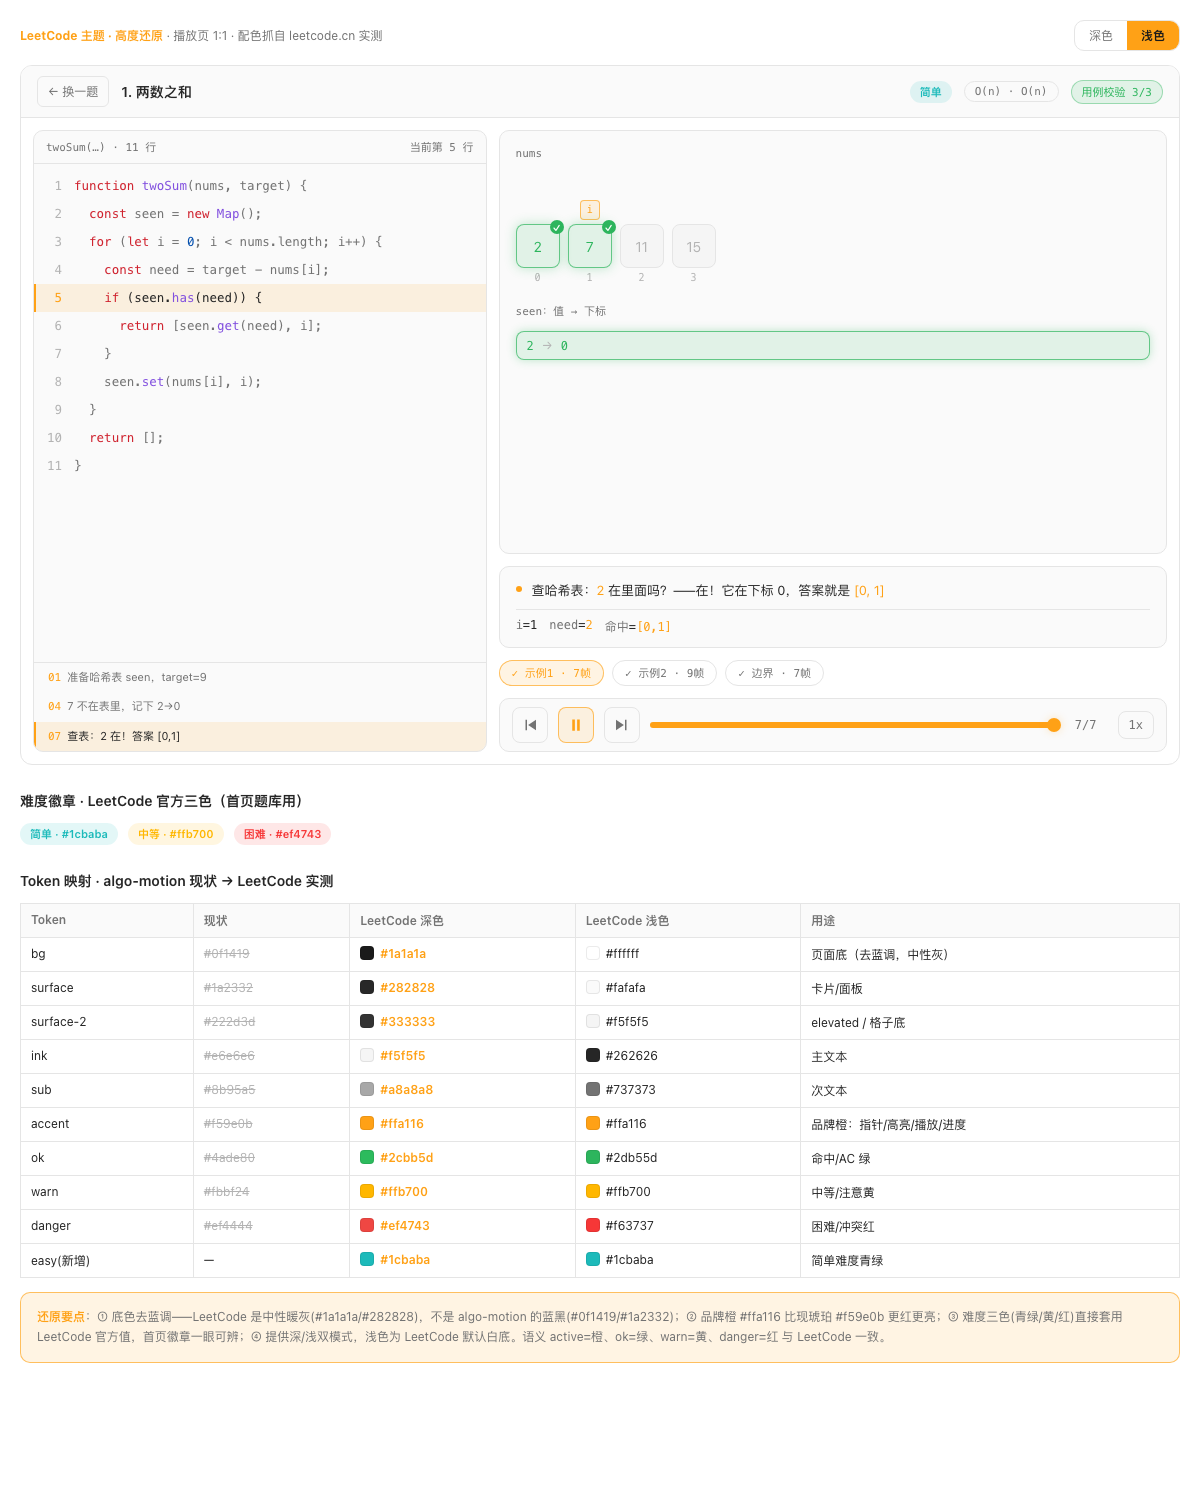 LeetCode 主题 · 高度还原 · 播放页 1:1 · 配色抓自 leetcode.cn 实测
深色 浅色
← 换一题 1. 两数之和 简单 O(n) · O(n) 用例校验 3/3
twoSum(…) · 11 行 当前第 5 行
1 function twoSum(nums, target) {
2 const seen = new Map();
3 for (let i = 0; i < nums.length; i++) {
4 const need = target − nums[i];
5 if (seen.has(need)) {
6 return [seen.get(need), i];
7 }
8 seen.set(nums[i], i);
9 }
10 return [];
11 }
01 准备哈希表 seen，target=9
04 7 不在表里，记下 2→0
07 查表：2 在！答案 [0,1]
nums
i
2 7 11 15
0 1 2 3
seen：值 → 下标
2 → 0
查哈希表：2 在里面吗？——在！它在下标 0，答案就是 [0, 1]
i=1 need=2 命中=[0,1]
✓ 示例1 · 7帧 ✓ 示例2 · 9帧 ✓ 边界 · 7帧
7/7 1x
难度徽章 · LeetCode 官方三色（首页题库用）
简单 · #1cbaba 中等 · #ffb700 困难 · #ef4743
Token 映射 · algo-motion 现状 → LeetCode 实测
Token 现状 LeetCode 深色 LeetCode 浅色 用途
bg #0f1419 #1a1a1a #ffffff 页面底（去蓝调，中性灰）
surface #1a2332 #282828 #fafafa 卡片/面板
surface-2 #222d3d #333333 #f5f5f5 elevated / 格子底
ink #e6e6e6 #f5f5f5 #262626 主文本
sub #8b95a5 #a8a8a8 #737373 次文本
accent #f59e0b #ffa116 #ffa116 品牌橙：指针/高亮/播放/进度
ok #4ade80 #2cbb5d #2db55d 命中/AC 绿
warn #fbbf24 #ffb700 #ffb700 中等/注意黄
danger #ef4444 #ef4743 #f63737 困难/冲突红
easy(新增) — #1cbaba #1cbaba 简单难度青绿
还原要点：① 底色去蓝调——LeetCode 是中性暖灰(#1a1a1a/#282828)，不是 algo-motion 的蓝黑(#0f1419/#1a2332)；② 品牌橙 #ffa116 比现琥珀 #f59e0b 更红更亮；③ 难度三色(青绿/黄/红)直接套用
LeetCode 官方值，首页徽章一眼可辨；④ 提供深/浅双模式，浅色为 LeetCode 默认白底。语义 active=橙、ok=绿、warn=黄、danger=红 与 LeetCode 一致。